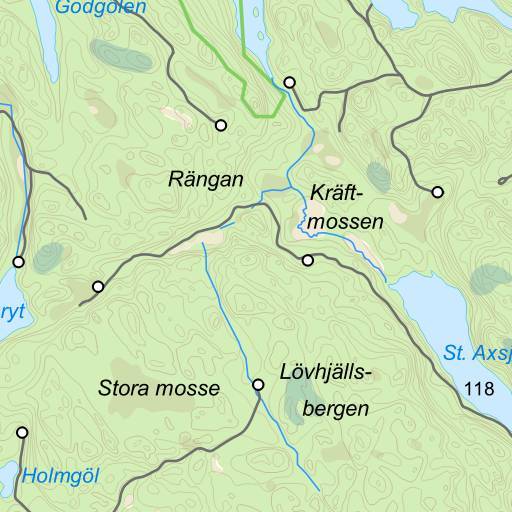 Godgölen
Rängan
Kräft-
mossen
ryt
St. Axsj
118
Stora mosse
Lövhjälls-
bergen
Holmgöl